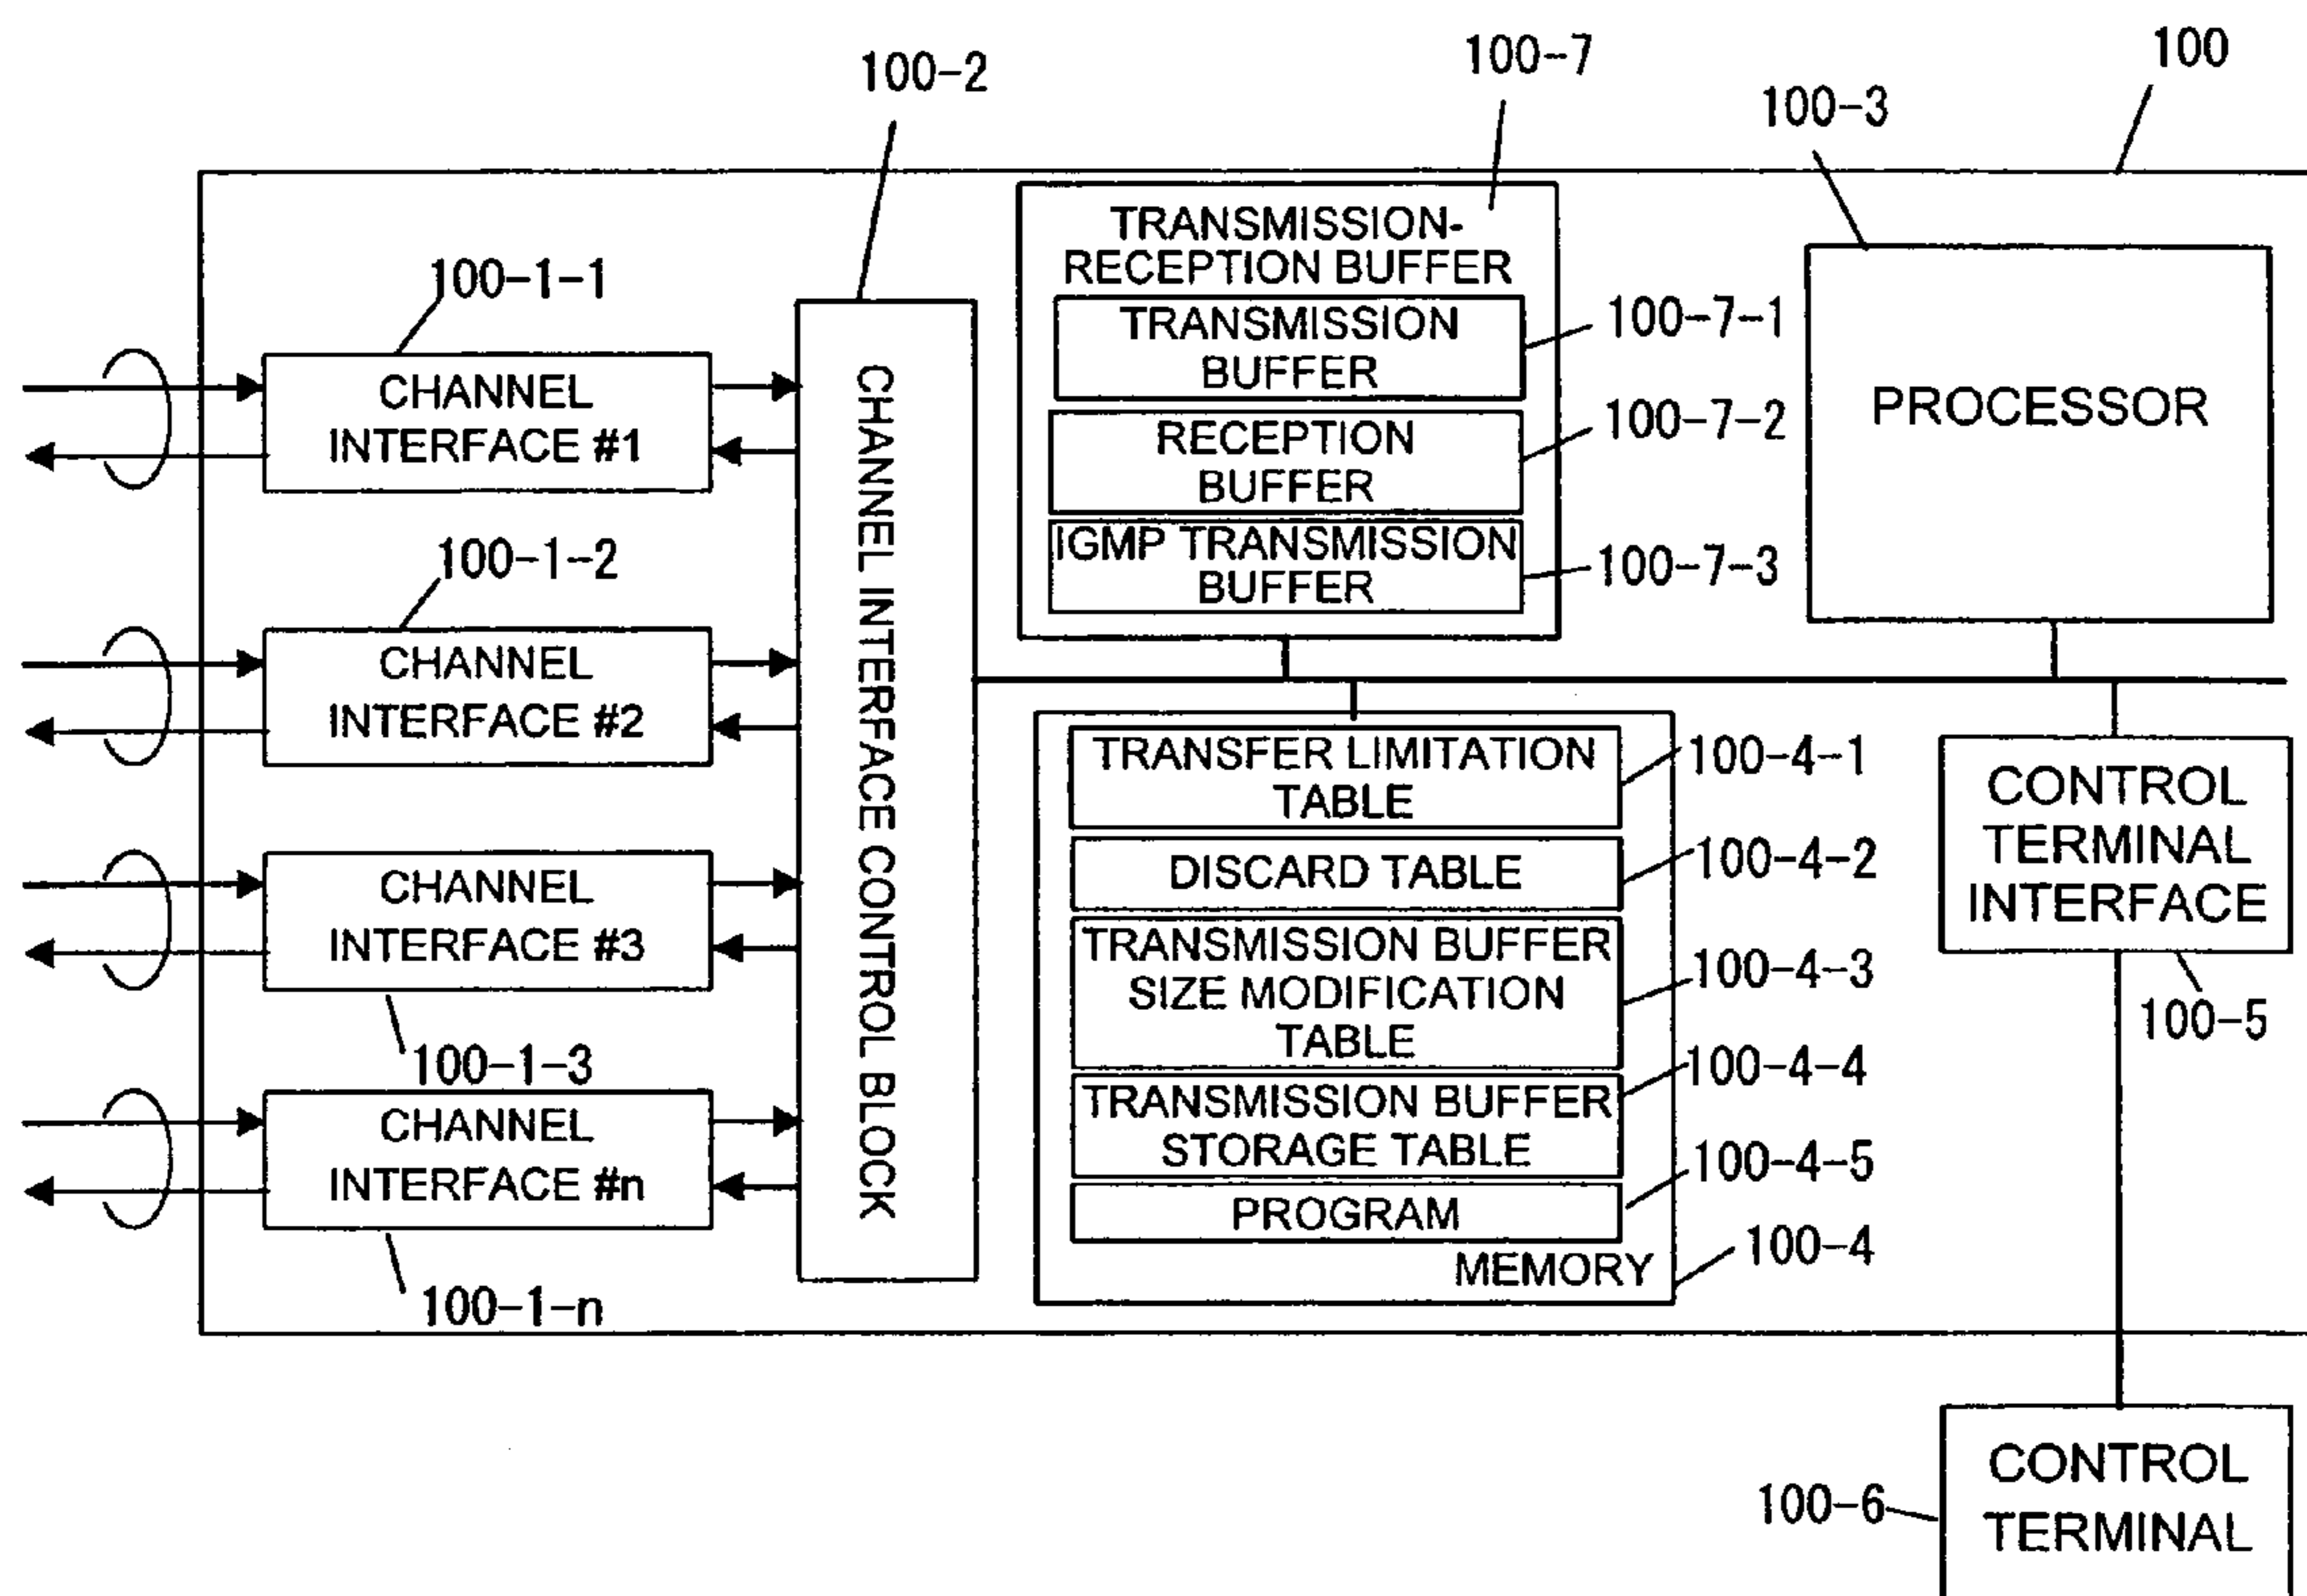 100
100-7
100-2
100-3
TRANSMISSION-
RECEPTION BUFFER
100-1-1
TRANSMISSION
BUFFER
100-7-1
CHANNEL
INTERFACE #1
PROCESSOR
RECEPTION
BUFFER
100-7-2
IGMP TRANSMISSION
BUFFER
100-7-3
100-1-2
CHANNEL
INTERFACE #2
CHANNEL INTERFACE CONTROL BLOCK
TRANSFER LIMITATION
TABLE
100-4-1
CONTROL
TERMINAL
INTERFACE
DISCARD TABLE
100-4-2
CHANNEL
INTERFACE #3
TRANSMISSION BUFFER
SIZE MODIFICATION
TABLE
100-4-3
100-5
100-1-3
100-4-4
TRANSMISSION BUFFER
STORAGE TABLE
CHANNEL
INTERFACE #n
100-4-5
PROGRAM
100-4
MEMORY
100-1-n
CONTROL
TERMINAL
100-6